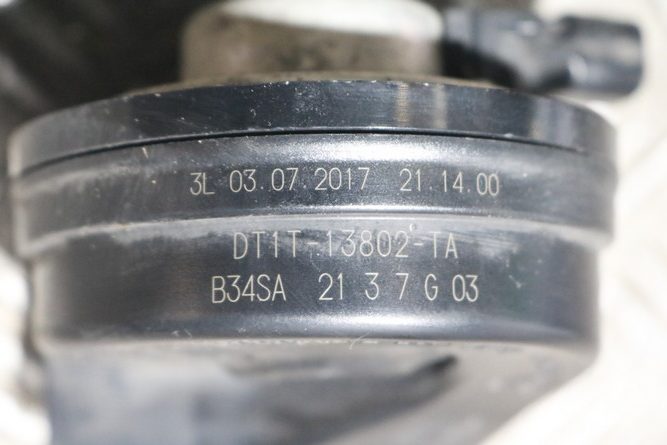 3L 03.07.2017 21.14.00
DT1T-13802-TA
B34SA 21 3 7 G 03